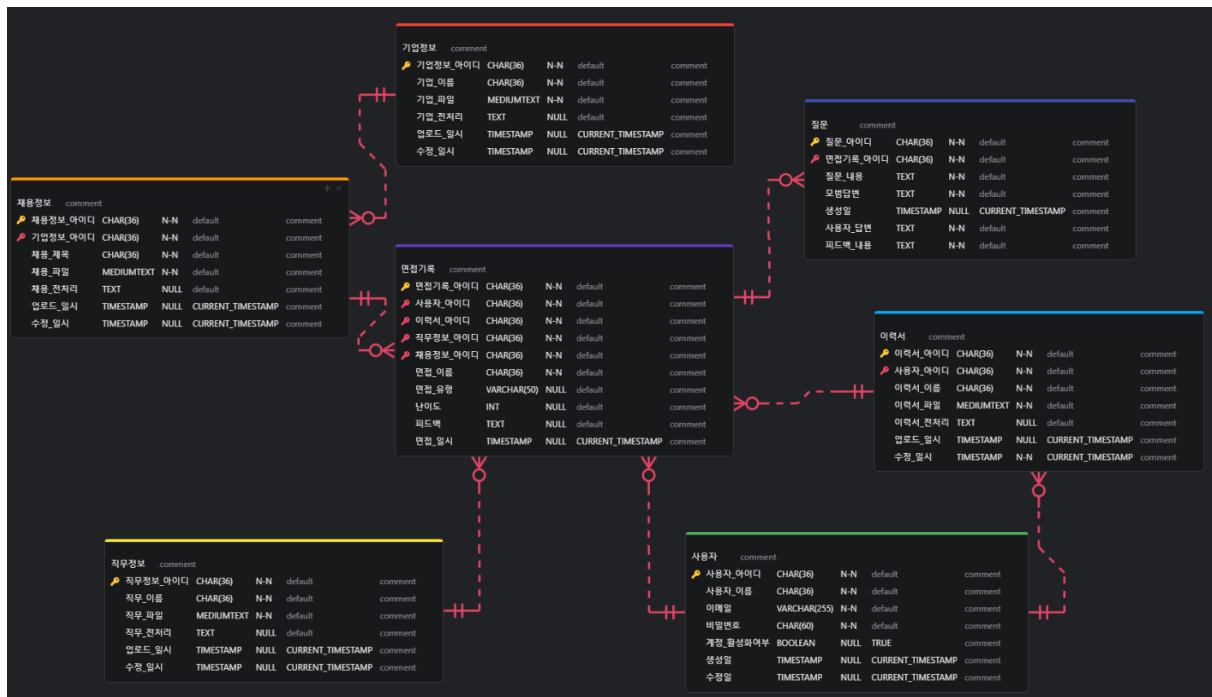 기업정보 comment
기업정보_아이디 CHAR(36) N-N default comment
기업_이름 CHAR(36) N-N default comment
기업_파일 MEDIUMTEXT N-N default comment
기업_전처리 TEXT NULL default comment
업로드_일시 TIMESTAMP NULL CURRENT_TIMESTAMP comment
수정_일시 TIMESTAMP NULL CURRENT_TIMESTAMP comment
질문 comment
질문_아이디 CHAR(36) N-N default comment
면접기록_아이디 CHAR(36) N-N default comment
질문_내용 TEXT N-N default comment
모범답변 TEXT N-N default comment
생성일 TIMESTAMP NULL CURRENT_TIMESTAMP comment
사용자_답변 TEXT N-N default comment
피드백_내용 TEXT N-N default comment
채용정보 comment
채용정보_아이디 CHAR(36) N-N default comment
기업정보_아이디 CHAR(36) N-N default comment
채용_제목 CHAR(36) N-N default comment
채용_파일 MEDIUMTEXT N-N default comment
채용_전처리 TEXT NULL default comment
업로드_일시 TIMESTAMP NULL CURRENT_TIMESTAMP comment
수정_일시 TIMESTAMP NULL CURRENT_TIMESTAMP comment
면접기록 comment
면접기록_아이디 CHAR(36) N-N default comment
사용자_아이디 CHAR(36) N-N default comment
이력서_아이디 CHAR(36) N-N default comment
직무정보_아이디 CHAR(36) N-N default comment
채용정보_아이디 CHAR(36) N-N default comment
면접_이름 CHAR(36) N-N default comment
면접_유형 VARCHAR(50) NULL default comment
난이도 INT NULL default comment
피드백 TEXT NULL default comment
면접_일시 TIMESTAMP NULL CURRENT_TIMESTAMP comment
이력서 comment
이력서_아이디 CHAR(36) N-N default comment
사용자_아이디 CHAR(36) N-N default comment
이력서_이름 CHAR(36) N-N default comment
이력서_파일 MEDIUMTEXT N-N default comment
이력서_전처리 TEXT NULL default comment
업로드_일시 TIMESTAMP NULL CURRENT_TIMESTAMP comment
수정_일시 TIMESTAMP N-N CURRENT_TIMESTAMP comment
직무정보 comment
직무정보_아이디 CHAR(36) N-N default comment
직무_이름 CHAR(36) N-N default comment
직무_파일 MEDIUMTEXT N-N default comment
직무_전처리 TEXT NULL default comment
업로드_일시 TIMESTAMP NULL CURRENT_TIMESTAMP comment
수정_일시 TIMESTAMP NULL CURRENT_TIMESTAMP comment
사용자 comment
사용자_아이디 CHAR(36) N-N default comment
사용자_이름 CHAR(36) N-N default comment
이메일 VARCHAR(255) N-N default comment
비밀번호 CHAR(60) N-N default comment
계정_활성화여부 BOOLEAN NULL TRUE comment
생성일 TIMESTAMP NULL CURRENT_TIMESTAMP comment
수정일 TIMESTAMP NULL CURRENT_TIMESTAMP comment